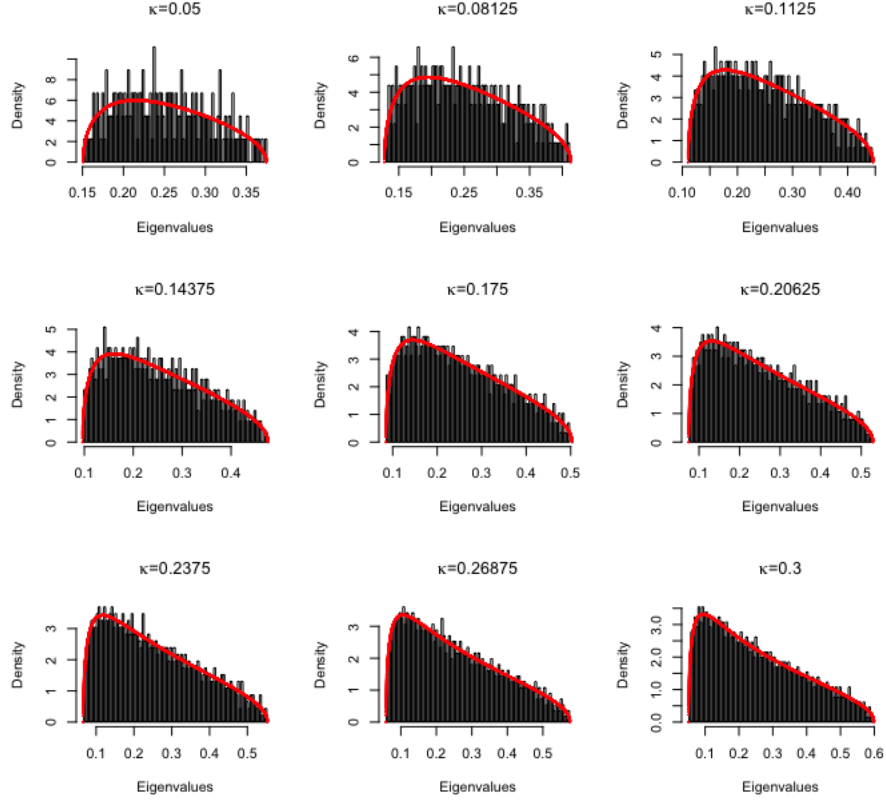 κ=0.05 κ=0.08125 κ=0.1125
Density 0 2 4 6 8
0.15 0.20 0.25 0.30 0.35
Eigenvalues
Density 0 2 4 6
0.15 0.25 0.35
Eigenvalues
Density 0 1 2 3 4 5
0.10 0.20 0.30 0.40
Eigenvalues
κ=0.14375 κ=0.175 κ=0.20625
Density 0 1 2 3 4 5
0.1 0.2 0.3 0.4
Eigenvalues
Density 0 1 2 3 4
0.1 0.2 0.3 0.4 0.5
Eigenvalues
Density 0 1 2 3 4
0.1 0.2 0.3 0.4 0.5
Eigenvalues
κ=0.2375 κ=0.26875 κ=0.3
Density 0 1 2 3
0.1 0.2 0.3 0.4 0.5
Eigenvalues
Density 0 1 2 3
0.1 0.2 0.3 0.4 0.5
Eigenvalues
Density 0.0 1.0 2.0 3.0
0.1 0.2 0.3 0.4 0.5 0.6
Eigenvalues